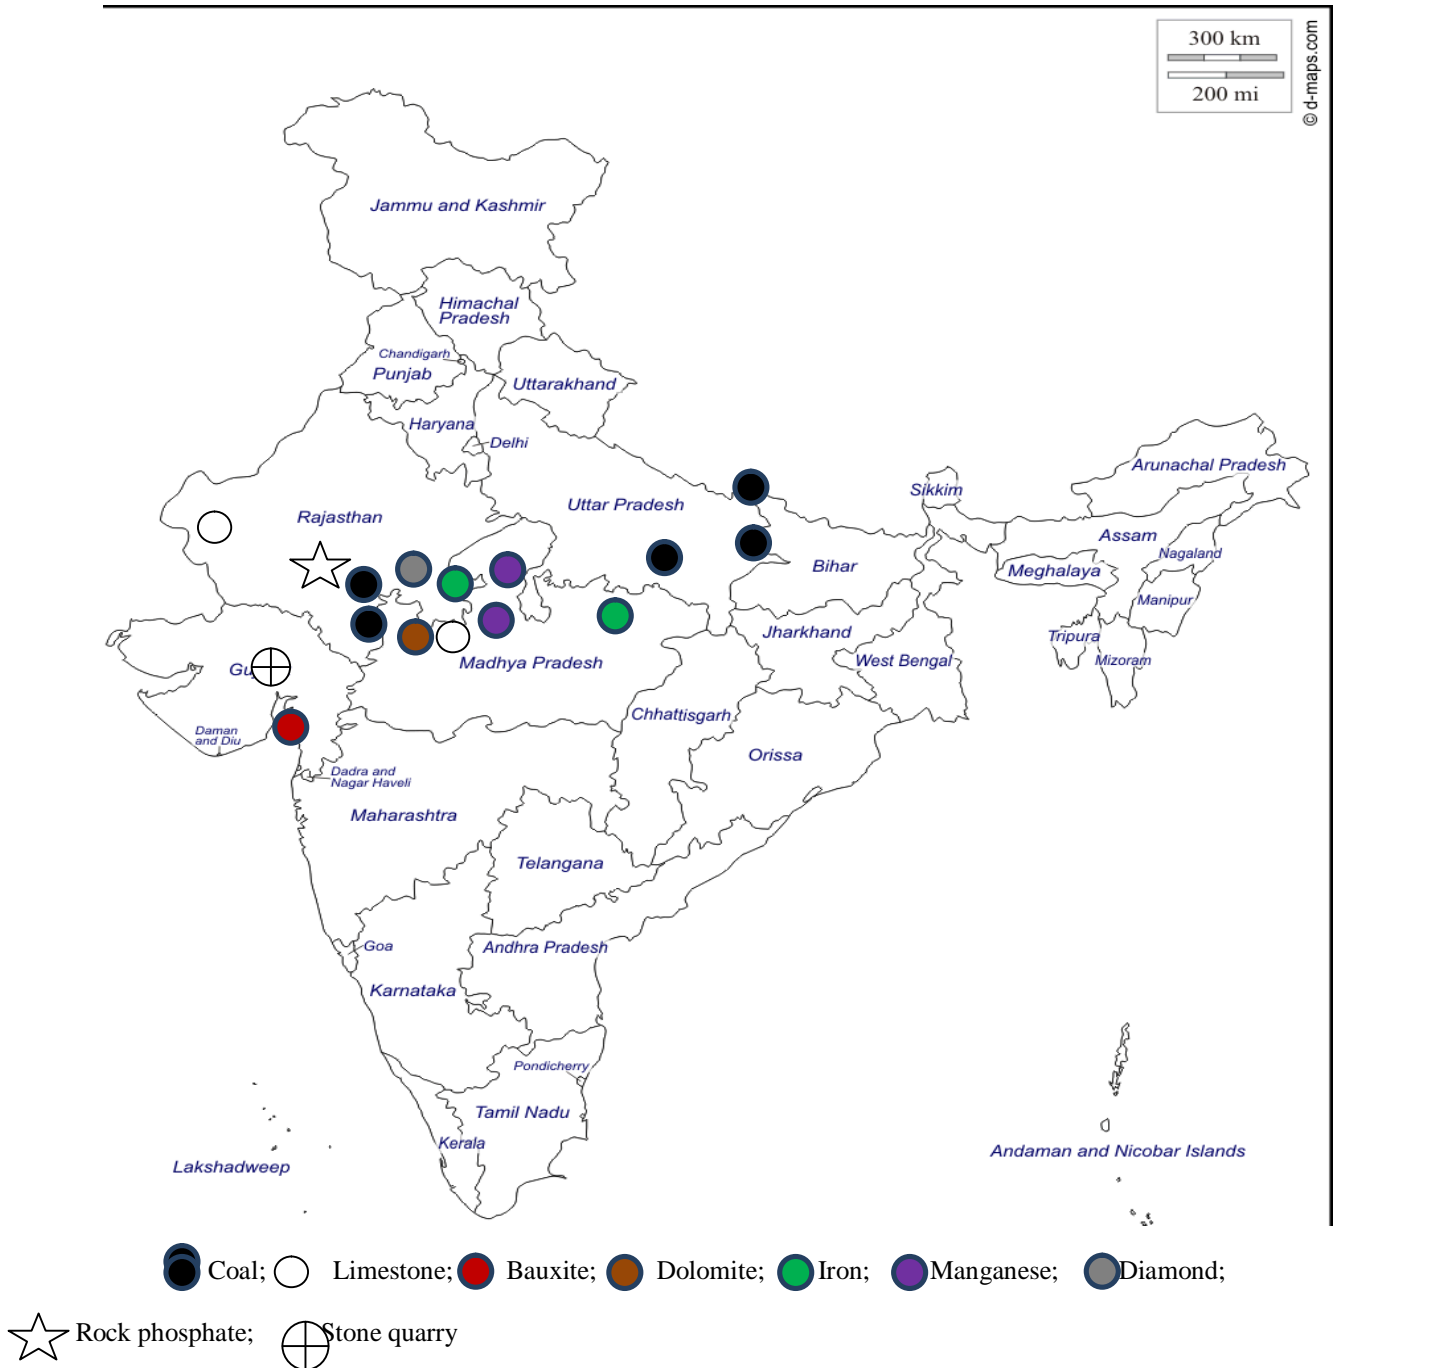 300 km
200 mi
© d-maps.com
Jammu and Kashmir
Himachal
Pradesh
Chandigarh
Punjab
Uttarakhand
Haryana
Delhi
Arunachal Pradesh
Sikkim
Uttar Pradesh
Rajasthan
Assam
Nagaland
Bihar
Meghalaya
Manipur
Jharkhand
Tripura
West Bengal
Mizoram
Madhya Pradesh
Gu
Chhattisgarh
Daman
and Diu
Orissa
Dadra and
Nagar Haveli
Maharashtra
Telangana
Goa
Andhra Pradesh
Karnataka
Pondicherry
Tamil Nadu
Kerala
Andaman and Nicobar Islands
Lakshadweep
Coal; Limestone; Bauxite; Dolomite; Iron; Manganese; Diamond;
Rock phosphate; Stone quarry